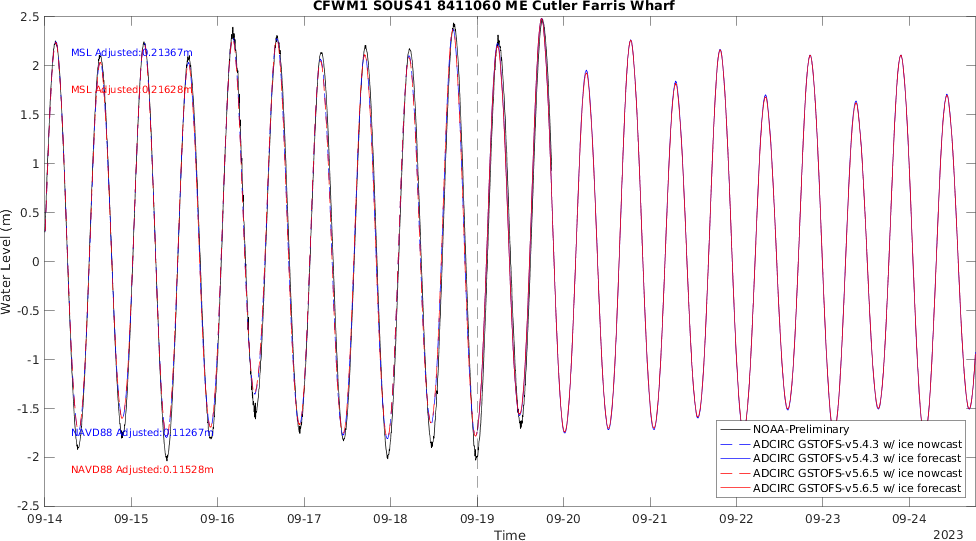 CFWM1 SOUS41 8411060 ME Cutler Farris Wharf
2.5
2
1.5
1
0.5
0
-0.5
-1
-1.5
-2
-2.5
Water Level (m)
MSL Adjusted:0.21367m
MSL Adjusted:0.21628m
NAVD88 Adjusted:0.11267m
NAVD88 Adjusted:0.11528m
NOAA-Preliminary
ADCIRC GSTOFS-v5.4.3 w/ ice nowcast
ADCIRC GSTOFS-v5.4.3 w/ ice forecast
ADCIRC GSTOFS-v5.6.5 w/ ice nowcast
ADCIRC GSTOFS-v5.6.5 w/ ice forecast
09-14 09-15 09-16 09-17 09-18 09-19 09-20 09-21 09-22 09-23 09-24
Time
2023